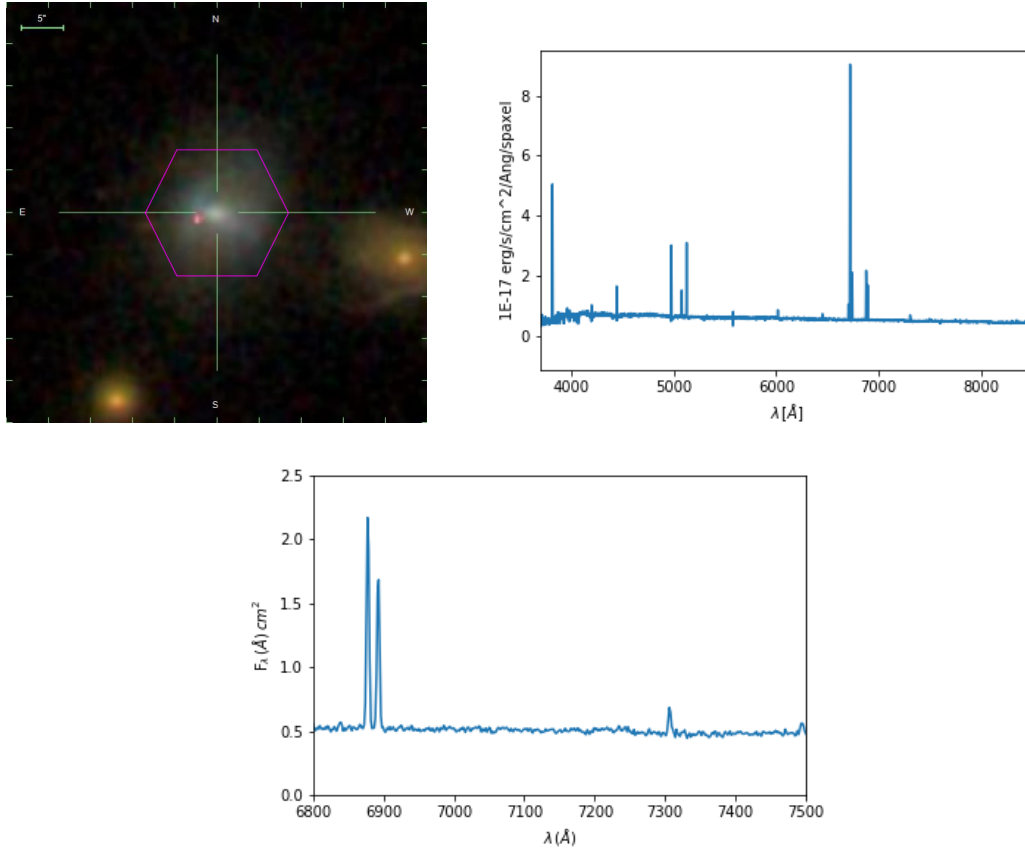 5"
N
E
W
S
1E-17 erg/s/cm^2/Ang/spaxel
8
6
4
2
0
4000 5000 6000 7000 8000
λ [Å]
F_λ (Å) cm²
2.5
2.0
1.5
1.0
0.5
0.0
6800 6900 7000 7100 7200 7300 7400 7500
λ (Å)